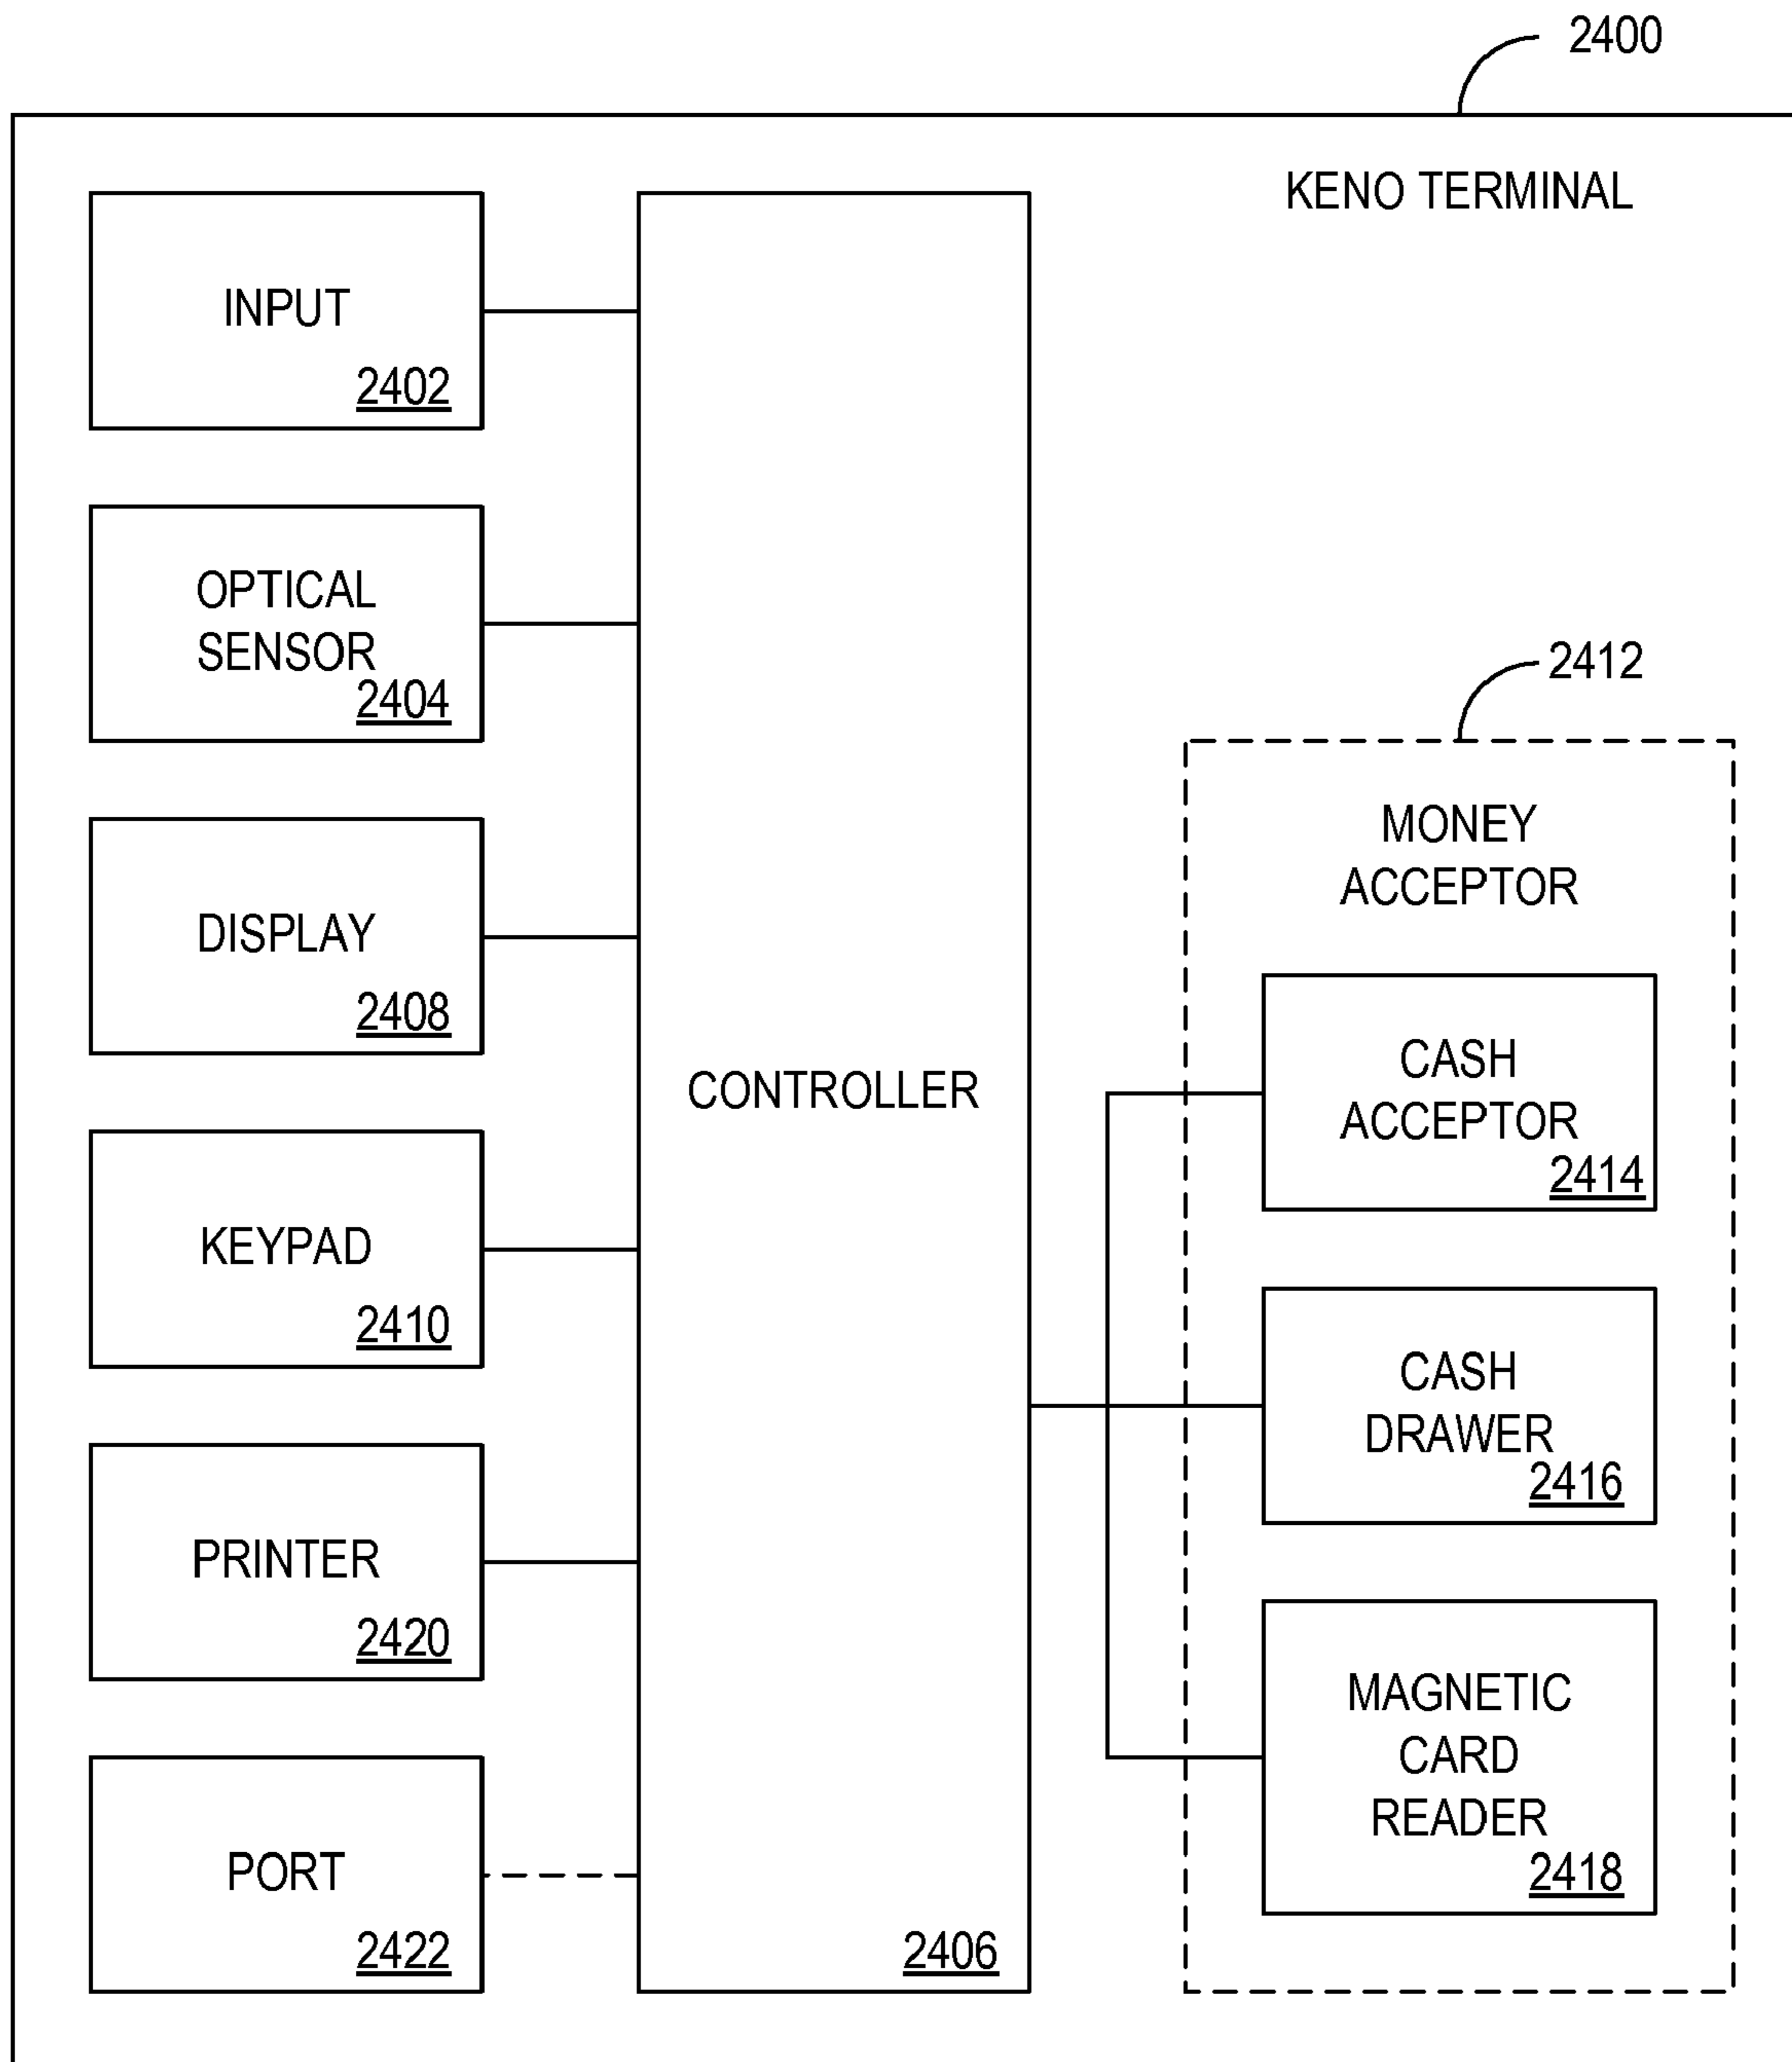 2400
KENO TERMINAL
INPUT
2402
OPTICAL
SENSOR
2404
DISPLAY
2408
KEYPAD
2410
PRINTER
2420
PORT
2422
CONTROLLER
2406
2412
MONEY
ACCEPTOR
CASH
ACCEPTOR
2414
CASH
DRAWER
2416
MAGNETIC
CARD
READER
2418